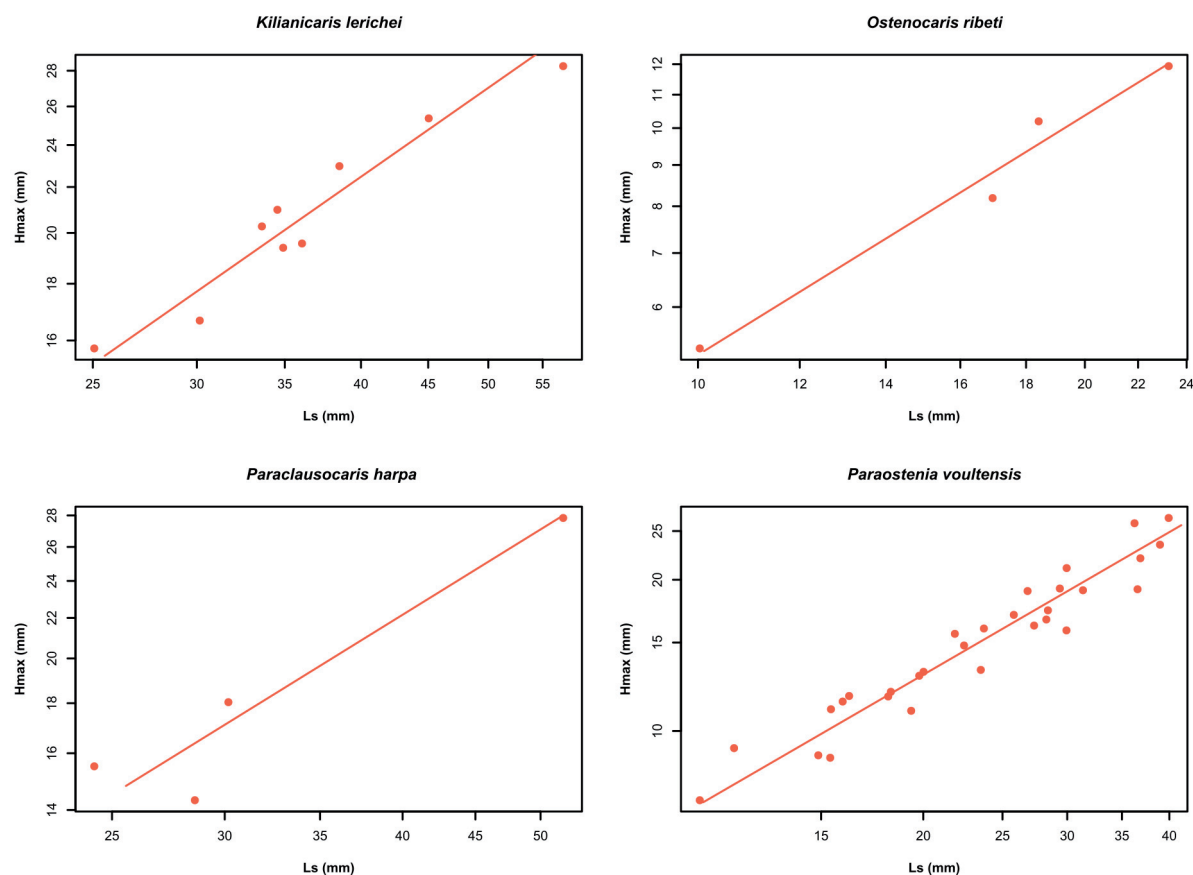 Kilianicaris lerichei
Hmax (mm)
28
26
24
22
20
18
16
25 30 35 40 45 50 55
Ls (mm)
Ostenocaris ribeti
Hmax (mm)
12
11
10
9
8
7
6
10 12 14 16 18 20 22 24
Ls (mm)
Paraclausocaris harpa
Hmax (mm)
28
26
24
22
20
18
16
14
25 30 35 40 45 50
Ls (mm)
Paraostenia voultensis
Hmax (mm)
25
20
15
10
15 20 25 30 35 40
Ls (mm)